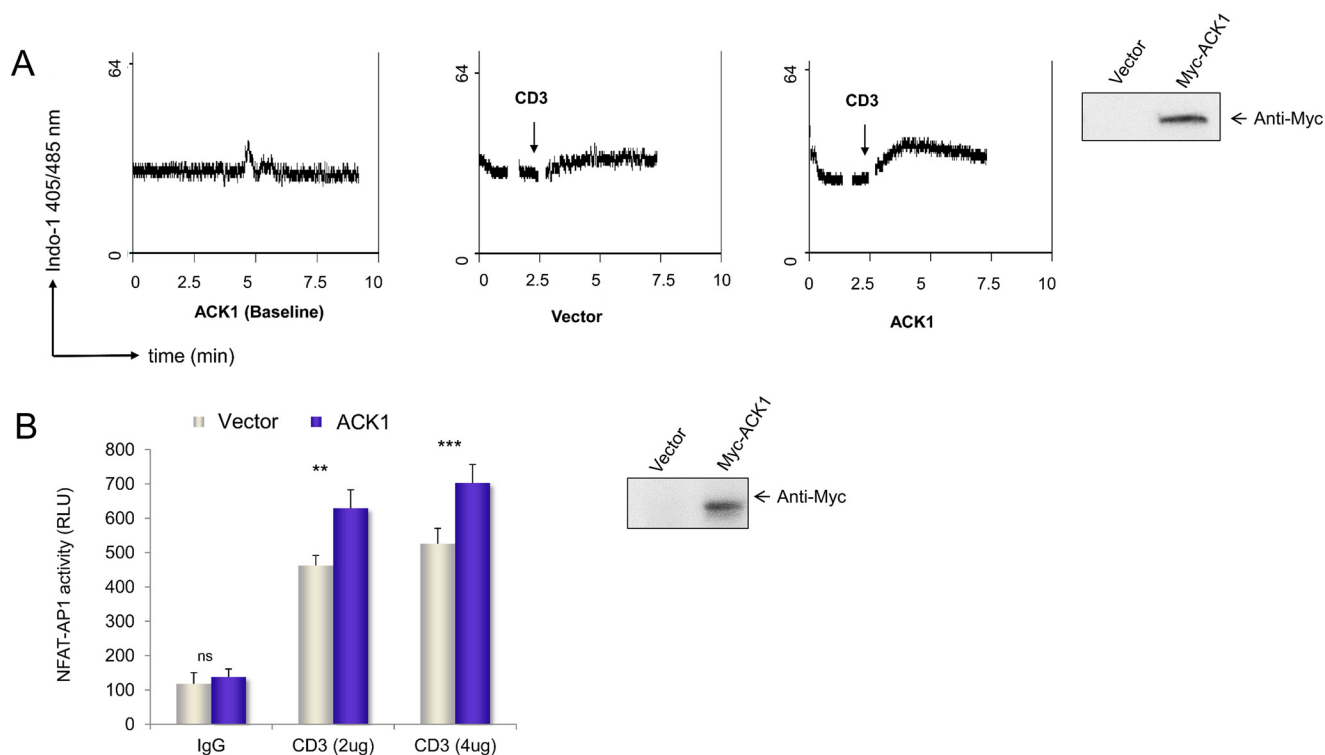 A
Indo-1 405/485 nm
time (min)
64
0
0 2.5 5 7.5 10
ACK1 (Baseline)
64
0
CD3
0 2.5 5 7.5 10
Vector
64
0
CD3
0 2.5 5 7.5 10
ACK1
Vector
Myc-ACK1
Anti-Myc
B
Vector ACK1
NFAT-AP1 activity (RLU)
800
700
600
500
400
300
200
100
0
ns
**
***
IgG CD3 (2ug) CD3 (4ug)
Vector
Myc-ACK1
Anti-Myc